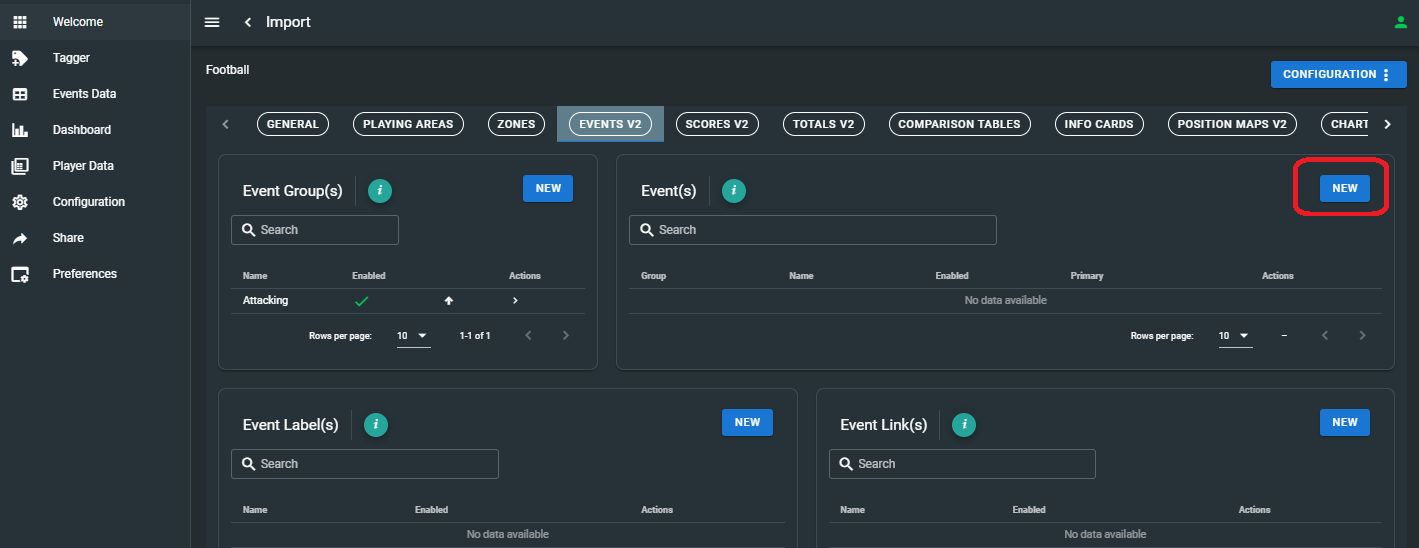 Welcome
Tagger
Events Data
Dashboard
Player Data
Configuration
Share
Preferences
Import
Football
CONFIGURATION
GENERAL PLAYING AREAS ZONES EVENTS V2 SCORES V2 TOTALS V2 COMPARISON TABLES INFO CARDS POSITION MAPS V2 CHART
Event Group(s) i NEW
Search
Name Enabled Actions
Attacking
Rows per page: 10 1-1 of 1
Event(s) i NEW
Search
Group Name Enabled Primary Actions
No data available
Rows per page: 10 –
Event Label(s) i NEW
Search
Name Enabled Actions
No data available
Event Link(s) i NEW
Search
Name Enabled Actions
No data available